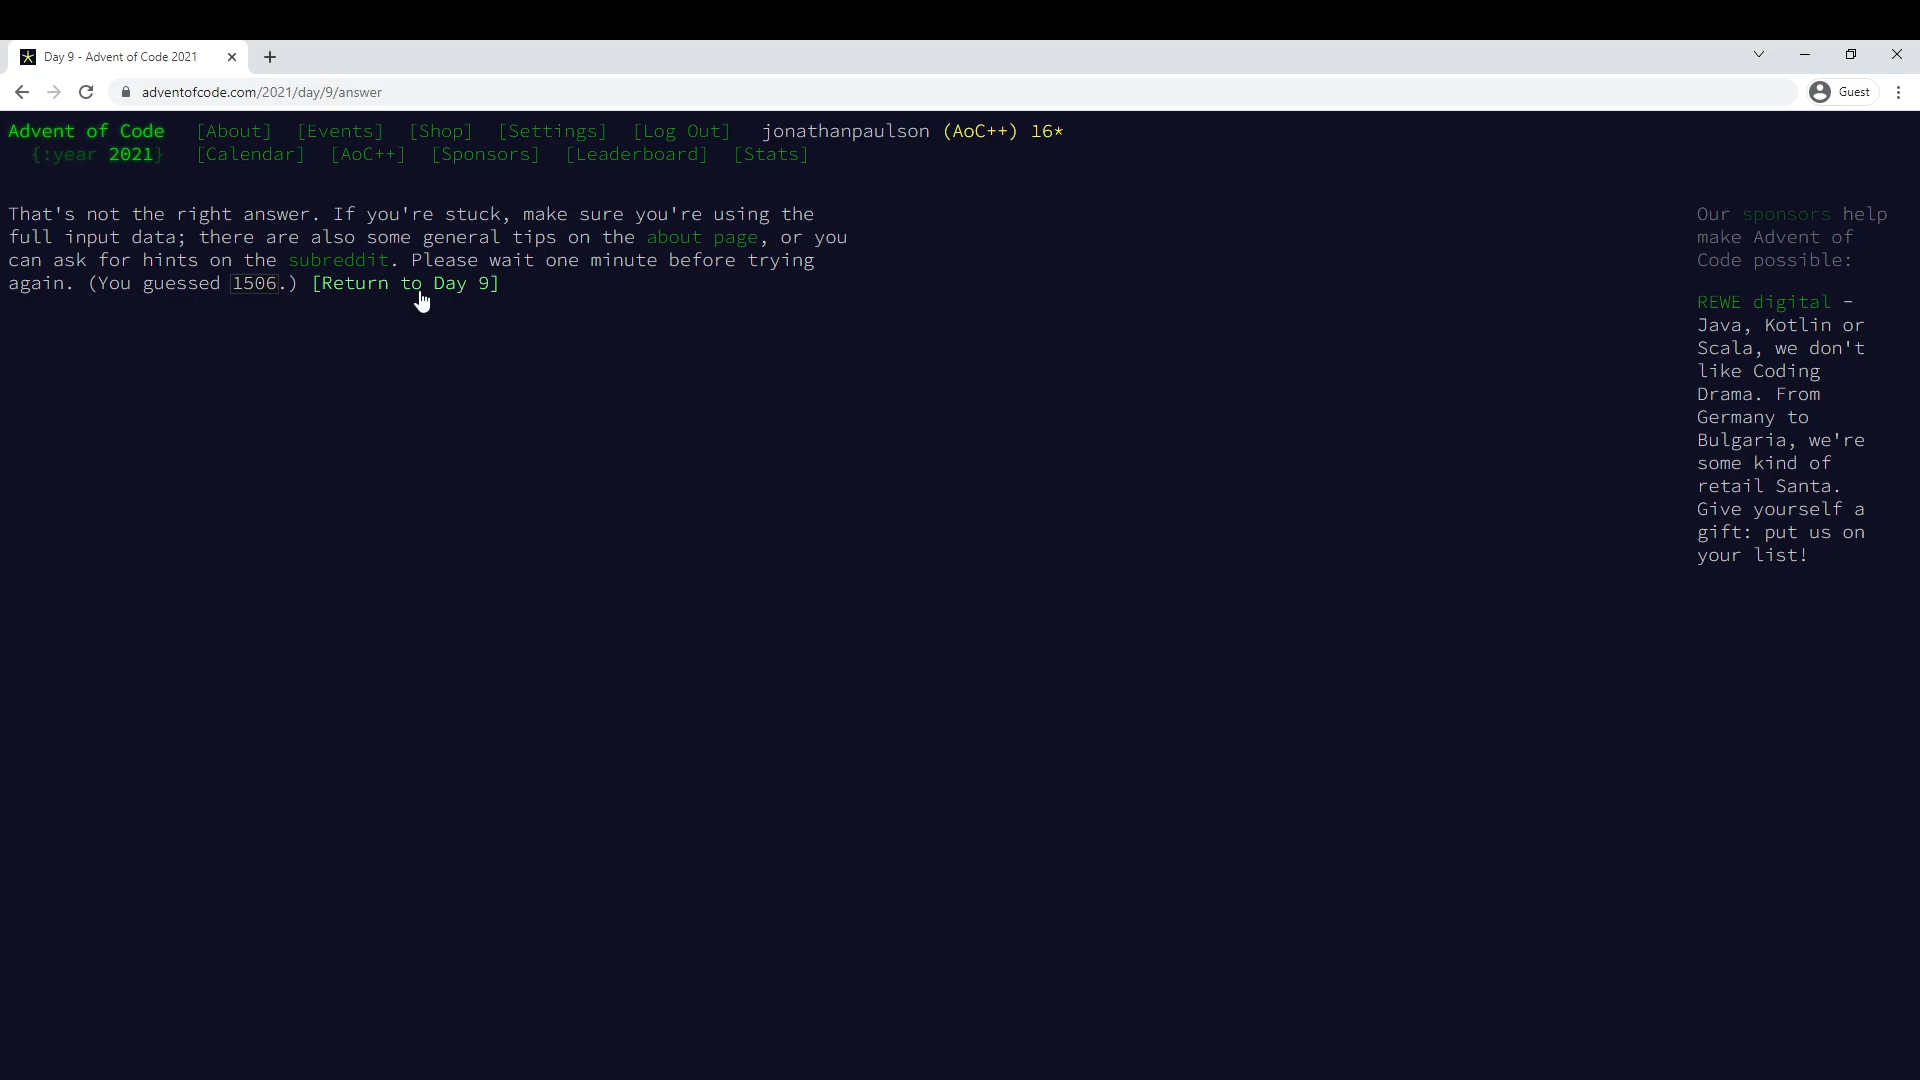 Day 9 - Advent of Code 2021
adventofcode.com/2021/day/9/answer
Guest
Advent of Code [About] [Events] [Shop] [Settings] [Log Out] jonathanpaulson (AoC++) 16*
{:year 2021} [Calendar] [AoC++] [Sponsors] [Leaderboard] [Stats]
That's not the right answer. If you're stuck, make sure you're using the
full input data; there are also some general tips on the about page, or you
can ask for hints on the subreddit. Please wait one minute before trying
again. (You guessed 1506.) [Return to Day 9]
Our sponsors help
make Advent of
Code possible:
REWE digital -
Java, Kotlin or
Scala, we don't
like Coding
Drama. From
Germany to
Bulgaria, we're
some kind of
retail Santa.
Give yourself a
gift: put us on
your list!